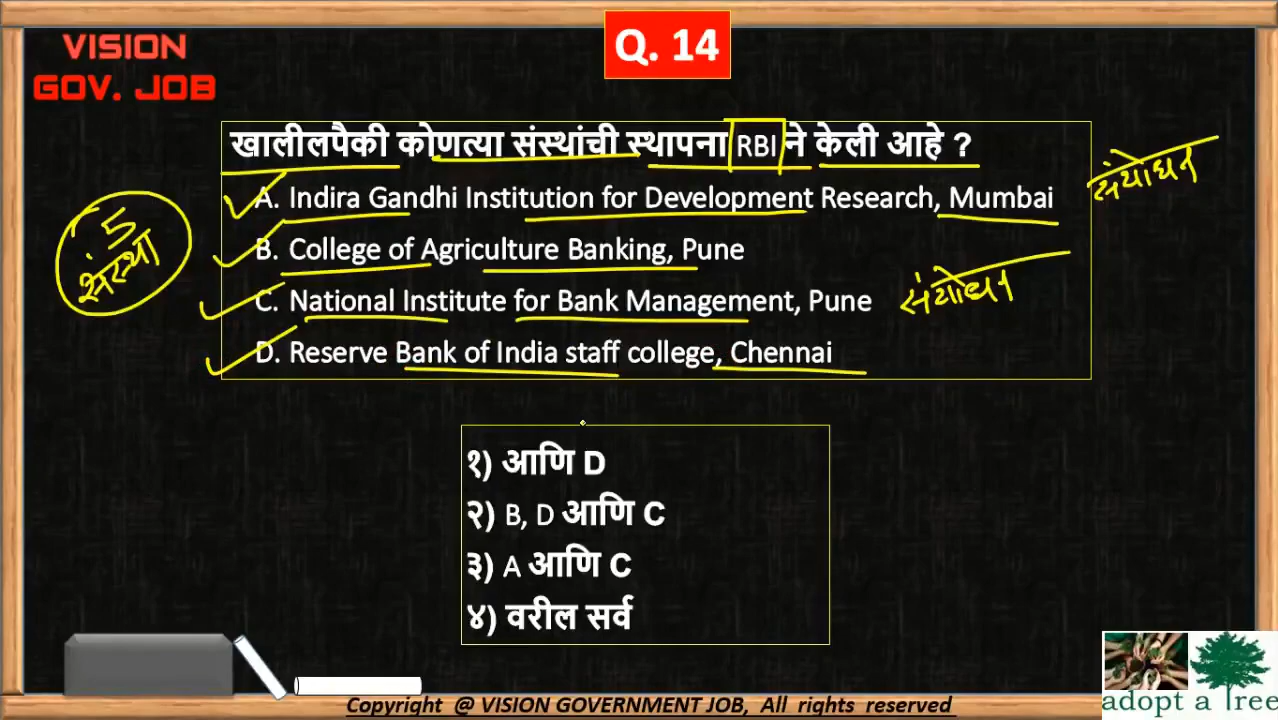 VISION
GOV. JOB
Q. 14
खालीलपैकी कोणत्या संस्थांची स्थापना RBI ने केली आहे ?
A. Indira Gandhi Institution for Development Research, Mumbai
संशोधन
B. College of Agriculture Banking, Pune
5
संस्था
C. National Institute for Bank Management, Pune
संशोधन
D. Reserve Bank of India staff college, Chennai
१) आणि D
२) B, D आणि C
३) A आणि C
४) वरील सर्व
adopt a Tree
Copyright @ VISION GOVERNMENT JOB, All rights reserved